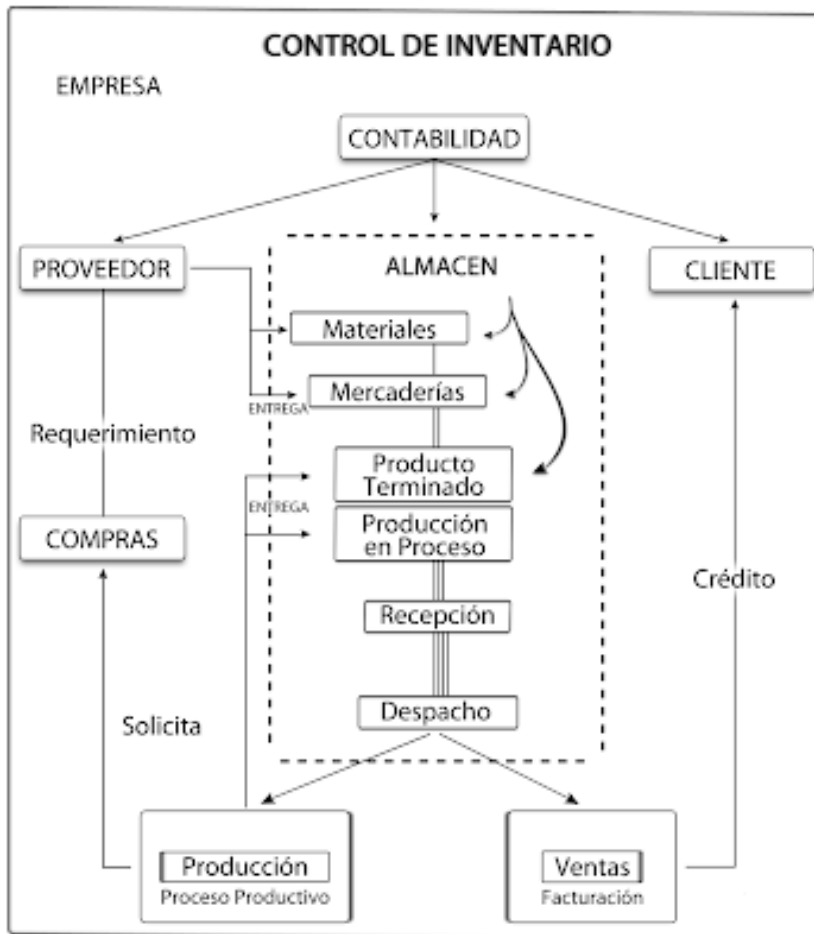 CONTROL DE INVENTARIO
EMPRESA
CONTABILIDAD
PROVEEDOR
ALMACEN
CLIENTE
Materiales
Mercaderías
ENTREGA
Requerimiento
Producto
Terminado
ENTREGA
Producción
en Proceso
COMPRAS
Crédito
Recepción
Despacho
Solicita
Producción
Proceso Productivo
Ventas
Facturación